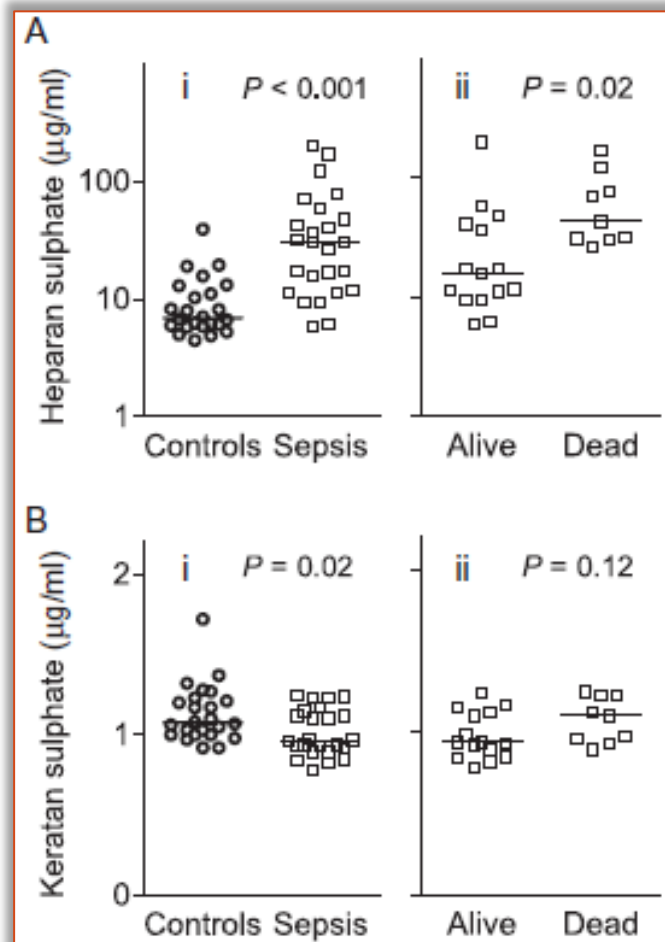 A
i P < 0.001 ii P = 0.02
Heparan sulphate (μg/ml)
100
10
1
Controls Sepsis Alive Dead
B
i P = 0.02 ii P = 0.12
Keratan sulphate (μg/ml)
2
1
0
Controls Sepsis Alive Dead